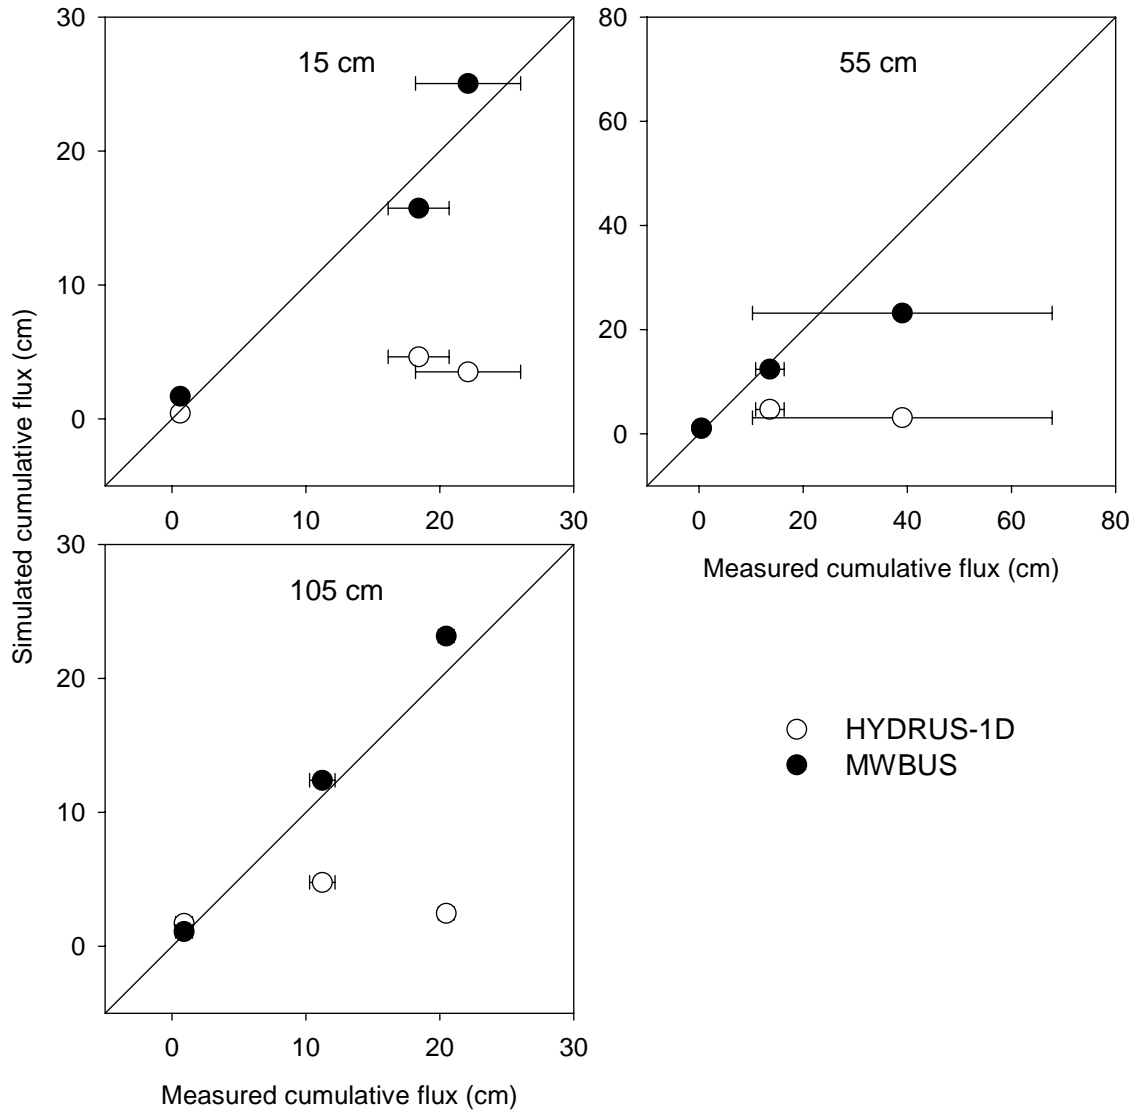 15 cm
30
20
10
0
0 10 20 30
55 cm
80
60
40
20
0
0 20 40 60 80
Measured cumulative flux (cm)
Simulated cumulative flux (cm)
105 cm
30
20
10
0
0 10 20 30
Measured cumulative flux (cm)
HYDRUS-1D
MWBUS